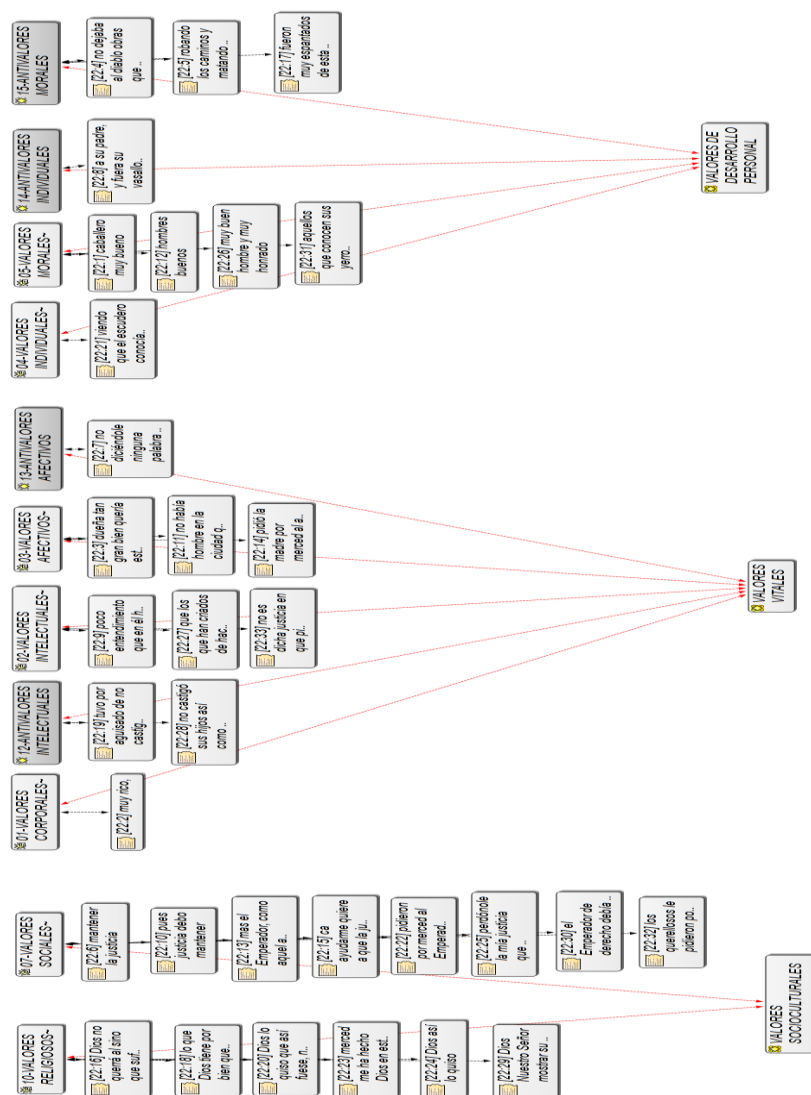 10-VALORES
RELIGIOSOS~
[22:16] Dios no
querrá al sino
que suf..
[22:18] lo que
Dios tiene por
bien que..
[22:20] Dios lo
quiso que así
fuese, n..
[22:23] merced
me ha hecho
Dios en est..
[22:24] Dios así
lo quiso
[22:29] Dios
Nuestro Señor
mostrar su ..
07-VALORES
SOCIALES~
[22:6] mantener
la justicia
[22:10] pues
justicia debo
mantener
[22:13] mas el
Emperador, como
aquel a..
[22:15] ca
ayudarme quiere
a que la ju..
[22:22] pidieron
por merced al
Emperad..
[22:25] perdónole
la mia justicia
que ..
[22:30] el
Emperador de
derecho debía ..
[22:32] los
querellosos le
pidieron po..
VALORES
SOCIOCULTURALES
01-VALORES
CORPORALES~
[22:2] muy rico,
12-ANTIVALORES
INTELECTUALES
[22:19] tuvo por
aguisado de no
castig..
[22:28] no castigó
sus hijos así
como ..
02-VALORES
INTELECTUALES~
[22:9] poco
entendimiento
que en él h..
[22:27] que los
que han criados
de hac..
[22:33] no es
dicha justicia en
que pi..
03-VALORES
AFECTIVOS~
[22:3] dueña tan
gran bien quería
est..
[22:11] no había
hombre en la
ciudad q..
[22:14] pidió la
madre por
merced al a..
13-ANTIVALORES
AFECTIVOS
[22:7] no
diciéndole
ninguna
palabra ..
VALORES
VITALES
04-VALORES
INDIVIDUALES~
[22:21] viendo
que el escudero
conocía..
05-VALORES
MORALES~
[22:1] caballero
muy bueno
[22:12] hombres
buenos
[22:26] muy buen
hombre y muy
honrado
[22:31] aquellos
que conocen sus
yerro..
14-ANTIVALORES
INDIVIDUALES
[22:8] a su padre,
y fuera su
vasallo..
15-ANTIVALORES
MORALES
[22:4] no dejaba
al diablo obras
que ..
[22:5] robando
los caminos y
matando ..
[22:17] fueron
muy espantados
de esta ..
VALORES DE
DESARROLLO
PERSONAL